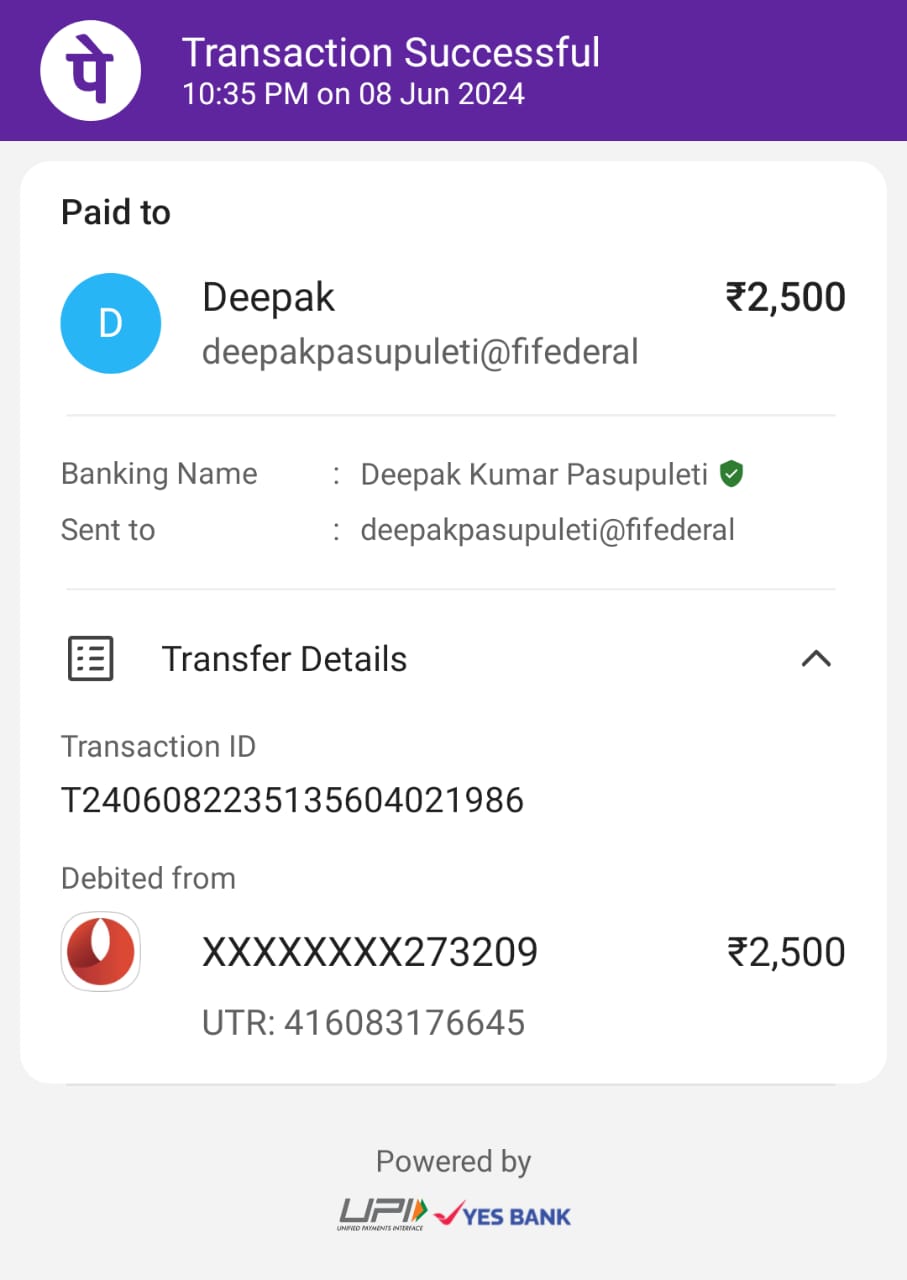 पे
Transaction Successful
10:35 PM on 08 Jun 2024
Paid to
D
Deepak ₹2,500
deepakpasupuleti@fifederal
Banking Name : Deepak Kumar Pasupuleti
Sent to : deepakpasupuleti@fifederal
Transfer Details
Transaction ID
T2406082235135604021986
Debited from
XXXXXXXX273209 ₹2,500
UTR: 416083176645
Powered by
UPI YES BANK
UNIFIED PAYMENTS INTERFACE